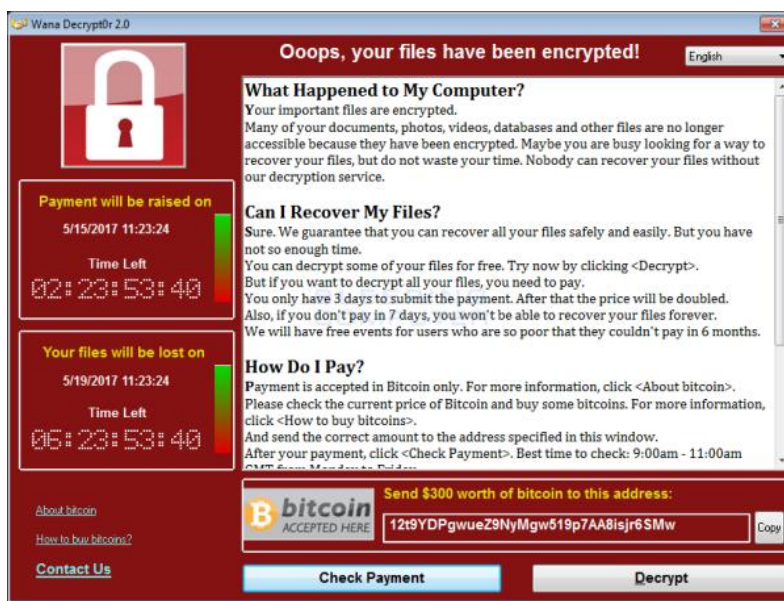 Wana Decrypt0r 2.0
Ooops, your files have been encrypted!
English
Payment will be raised on
5/15/2017 11:23:24
Time Left
02:23:53:40
Your files will be lost on
5/19/2017 11:23:24
Time Left
06:23:53:40
About bitcoin
How to buy bitcoins?
Contact Us
What Happened to My Computer?
Your important files are encrypted.
Many of your documents, photos, videos, databases and other files are no longer
accessible because they have been encrypted. Maybe you are busy looking for a way to
recover your files, but do not waste your time. Nobody can recover your files without
our decryption service.
Can I Recover My Files?
Sure. We guarantee that you can recover all your files safely and easily. But you have
not so enough time.
You can decrypt some of your files for free. Try now by clicking <Decrypt>.
But if you want to decrypt all your files, you need to pay.
You only have 3 days to submit the payment. After that the price will be doubled.
Also, if you don't pay in 7 days, you won't be able to recover your files forever.
We will have free events for users who are so poor that they couldn't pay in 6 months.
How Do I Pay?
Payment is accepted in Bitcoin only. For more information, click <About bitcoin>.
Please check the current price of Bitcoin and buy some bitcoins. For more information,
click <How to buy bitcoins>.
And send the correct amount to the address specified in this window.
After your payment, click <Check Payment>. Best time to check: 9:00am - 11:00am
GMT from Monday to Friday
bitcoin
ACCEPTED HERE
Send $300 worth of bitcoin to this address:
12t9YDPgwueZ9NyMgw519p7AA8isjr6SMw
Copy
Check Payment
Decrypt